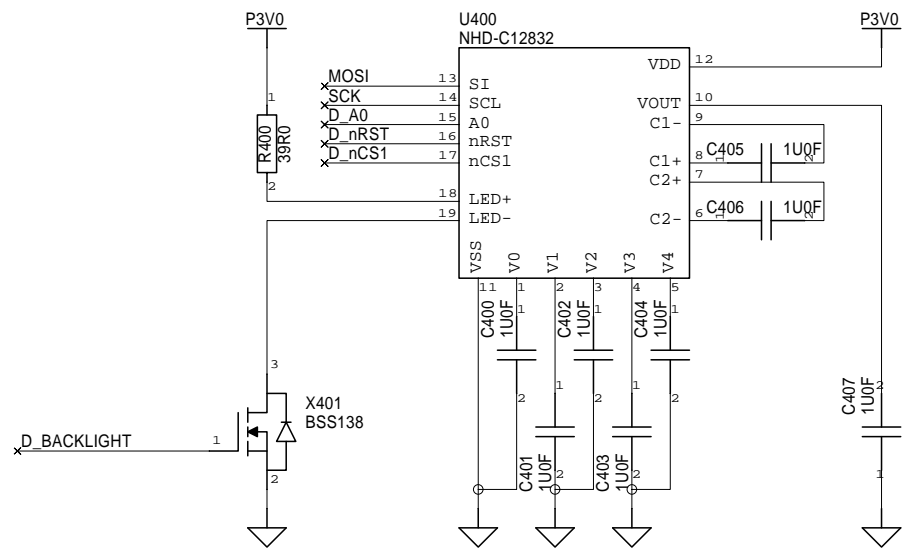 P3V0
U400
NHD-C12832
P3V0
VDD 12
MOSI 13 SI
SCK 14 SCL
D_A0 15 A0
D_nRST 16 nRST
D_nCS1 17 nCS1
VOUT 10
C1- 9
C1+ 8
C2+ 7
C2- 6
1 C405 1U0F 2
1 C406 1U0F 2
1
R400
39R0
2
18 LED+
19 LED-
VSS V0 V1 V2 V3 V4
11 1 2 3 4 5
C400
1U0F
1
2
C402
1U0F
1
2
C404
1U0F
1
2
C401
1U0F
1
2
C403
1U0F
1
2
C407
1U0F
2
1
3
X401
BSS138
D_BACKLIGHT 1
2